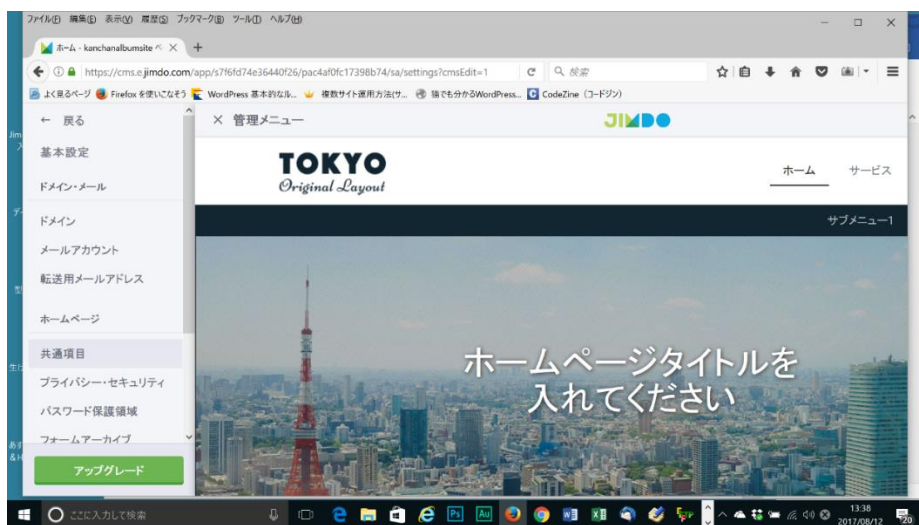 ファイル(F) 編集(E) 表示(V) 履歴(S) ブックマーク(B) ツール(T) ヘルプ(H)
ホーム - kanchanalbumsite ペ
https://cms.e.jimdo.com/app/s7f6fd74e36440f26/pac4af0fc17398b74/sa/settings?cmsEdit=1
検索
よく見るページ Firefox を使いこなそう WordPress 基本的なル... 複数サイト運用方法(サ... 猿でも分かるWordPress... CodeZine（コードジン）
← 戻る
× 管理メニュー
JIMDO
基本設定
TOKYO
Original Layout
ホーム サービス
ドメイン・メール
ドメイン
サブメニュー1
メールアカウント
転送用メールアドレス
ホームページ
共通項目
ホームページタイトルを
入れてください
プライバシー・セキュリティ
パスワード保護領域
フォームアーカイブ
アップグレード
ここに入力して検索
Ps Au
13:38
2017/08/12
20